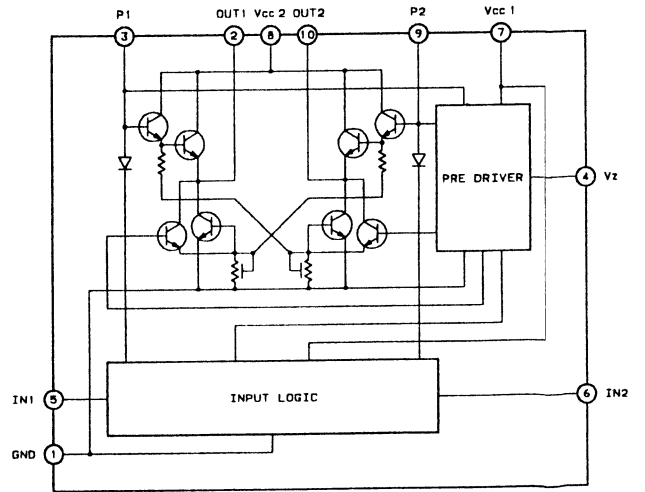 P1 OUT1 Vcc 2 OUT2 P2 Vcc 1
3 2 8 10 9 7
PRE DRIVER
4 Vz
INPUT LOGIC
IN1 5
6 IN2
GND 1